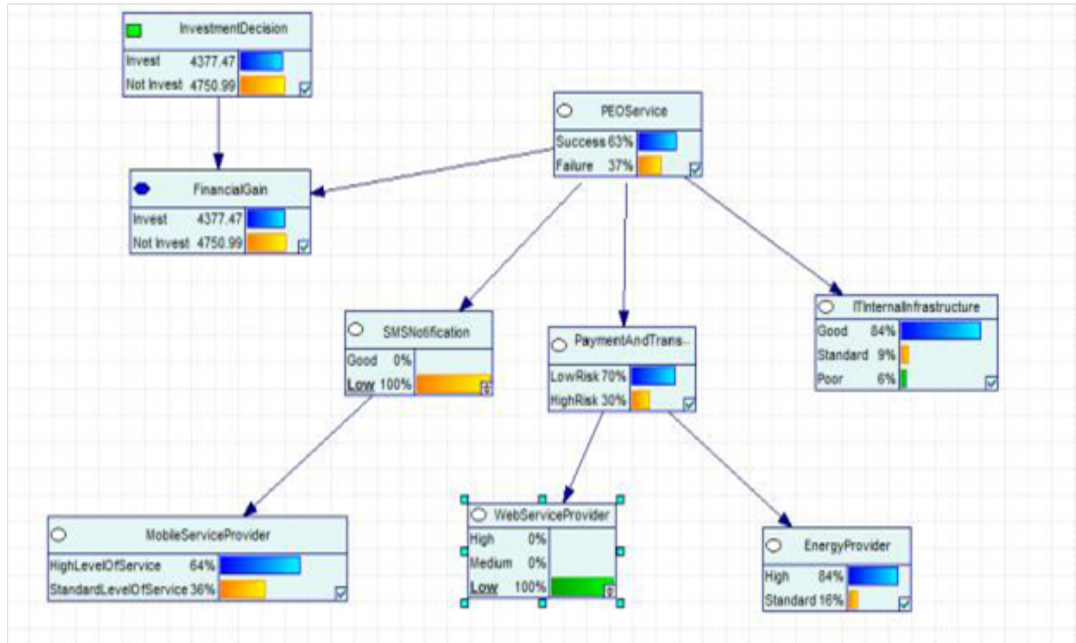 InvestmentDecision
Invest 4377.47
Not Invest 4750.99
PEOService
Success 63%
Failure 37%
FinancialGain
Invest 4377.47
Not Invest 4750.99
ITInternalInfrastructure
Good 84%
Standard 9%
Poor 6%
SMSNotification
Good 0%
Low 100%
PaymentAndTrans...
LowRisk 70%
HighRisk 30%
MobileServiceProvider
HighLevelOfService 64%
StandardLevelOfService 36%
WebServiceProvider
High 0%
Medium 0%
Low 100%
EnergyProvider
High 84%
Standard 16%